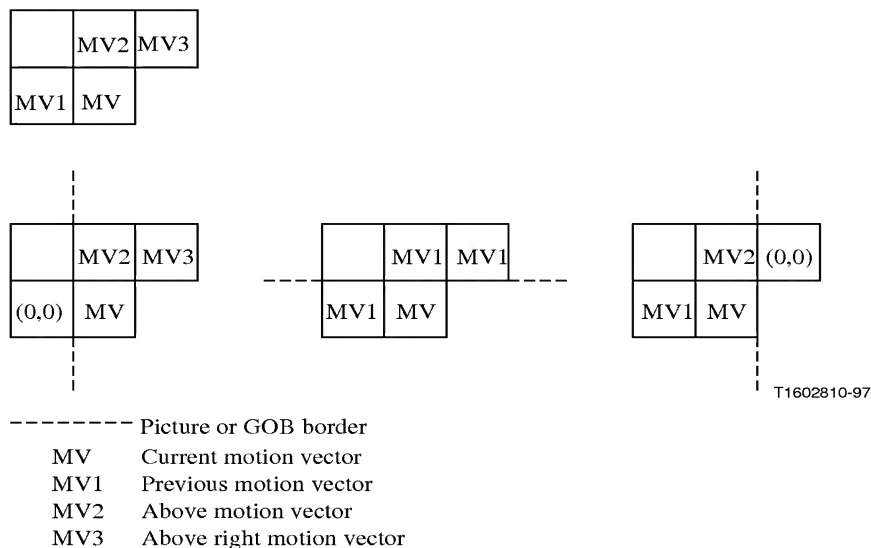 MV2 MV3
MV1 MV
MV2 MV3 MV1 MV1 MV2 (0,0)
(0,0) MV MV1 MV MV1 MV
T1602810-97
Picture or GOB border
MV Current motion vector
MV1 Previous motion vector
MV2 Above motion vector
MV3 Above right motion vector